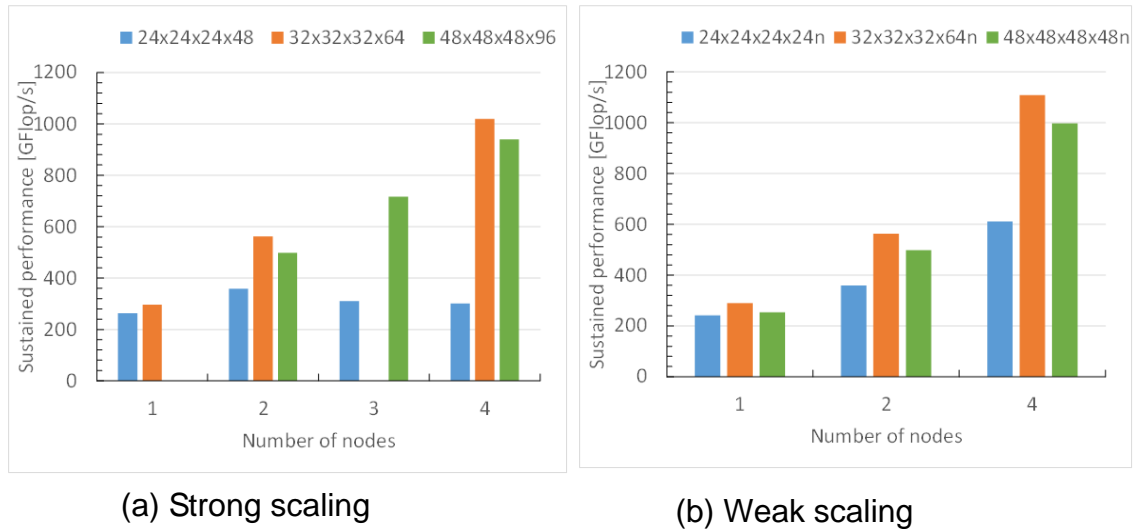 24x24x24x48 32x32x32x64 48x48x48x96
1200
1000
800
600
400
200
0
Sustained performance [GFlop/s]
1 2 3 4
Number of nodes
(a) Strong scaling
24x24x24x24n 32x32x32x64n 48x48x48x48n
1200
1000
800
600
400
200
0
Sustained performance [GFlop/s]
1 2 4
Number of nodes
(b) Weak scaling